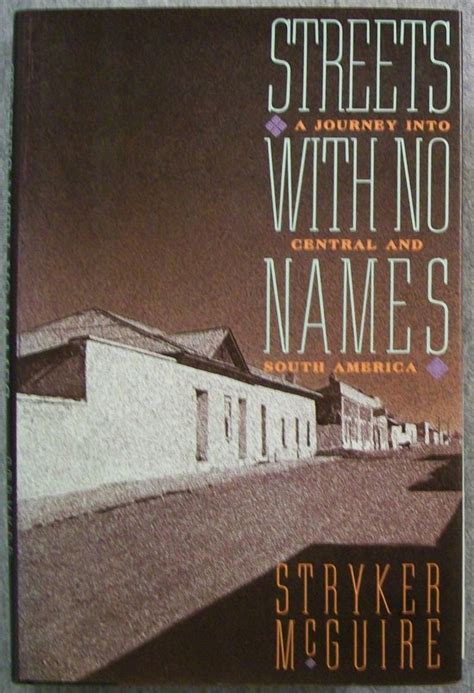 STREETS
A JOURNEY INTO
WITH NO
CENTRAL AND
NAMES
SOUTH AMERICA
STRYKER
McGUIRE